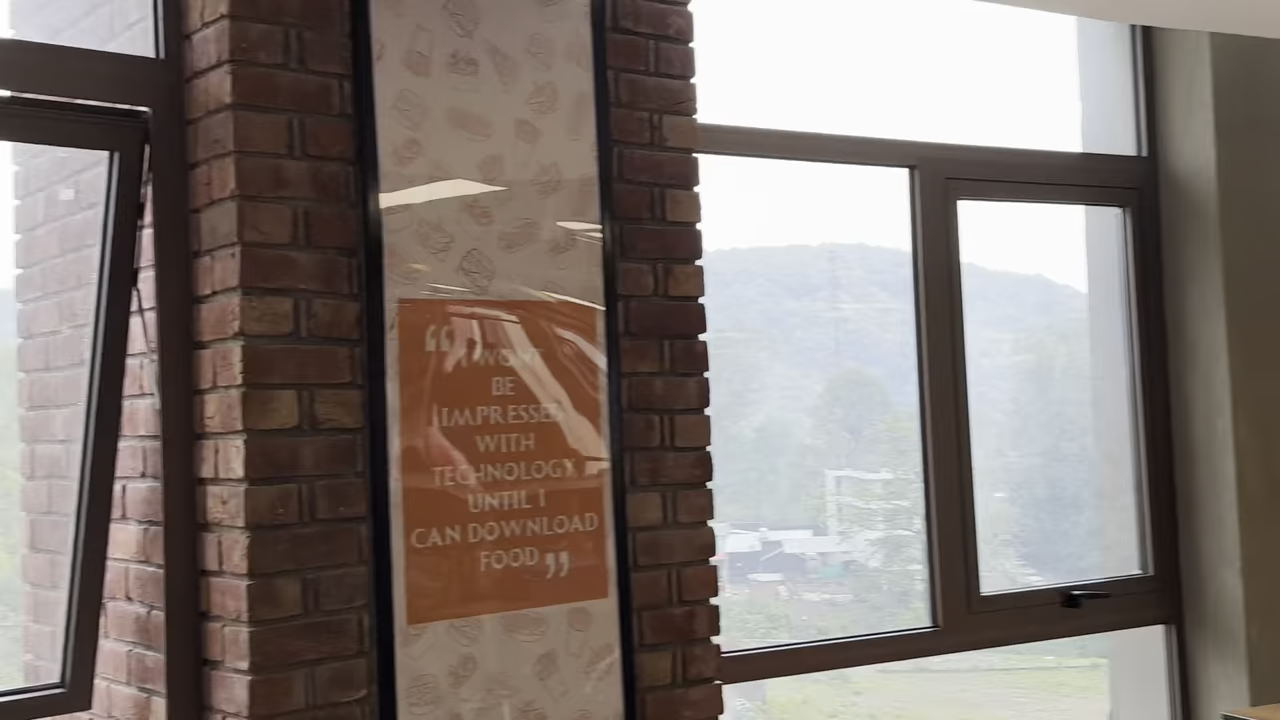 “ I WON'T
BE
IMPRESSED
WITH
TECHNOLOGY
UNTIL I
CAN DOWNLOAD
FOOD ”